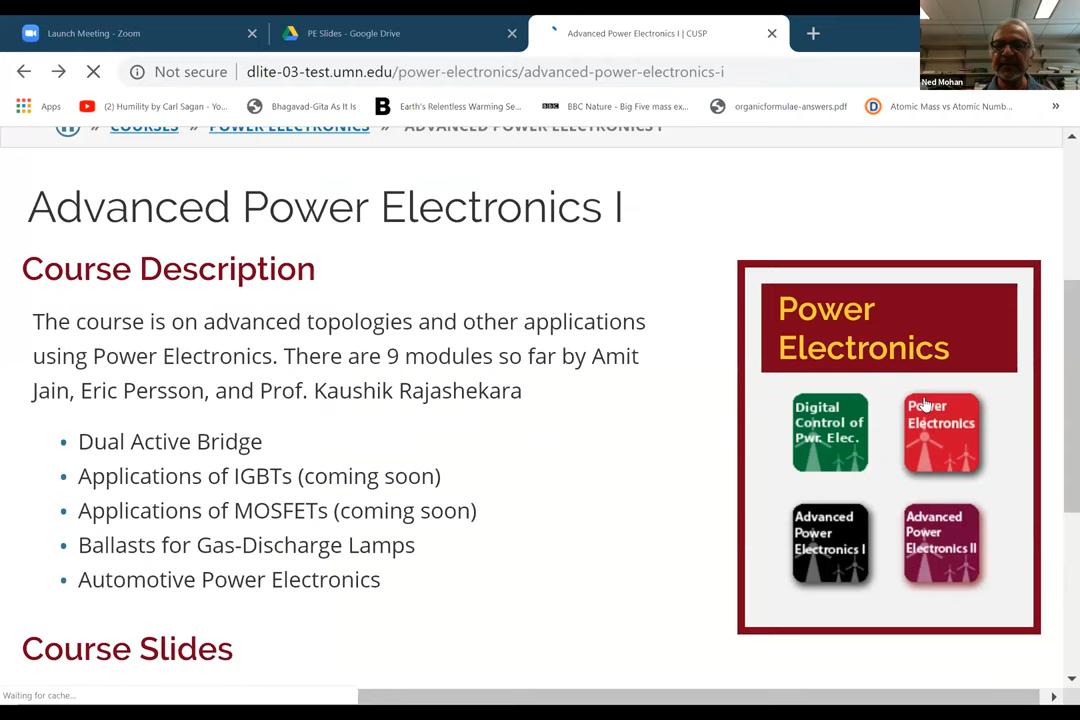 Launch Meeting - Zoom
PE Slides - Google Drive
Advanced Power Electronics I | CUSP
Not secure
dlite-03-test.umn.edu/power-electronics/advanced-power-electronics-i
Ned Mohan
Apps
(2) Humility by Carl Sagan - Yo...
Bhagavad-Gita As It Is
Earth's Relentless Warming Se...
BBC Nature - Big Five mass ex...
organicformulae-answers.pdf
Atomic Mass vs Atomic Numb...
» COURSES » POWER ELECTRONICS » ADVANCED POWER ELECTRONICS I
Advanced Power Electronics I
Course Description
The course is on advanced topologies and other applications
using Power Electronics. There are 9 modules so far by Amit
Jain, Eric Persson, and Prof. Kaushik Rajashekara
• Dual Active Bridge
• Applications of IGBTs (coming soon)
• Applications of MOSFETs (coming soon)
• Ballasts for Gas-Discharge Lamps
• Automotive Power Electronics
Course Slides
Power
Electronics
Digital
Control of
Pwr. Elec.
Power
Electronics
Advanced
Power
Electronics I
Advanced
Power
Electronics II
Waiting for cache...